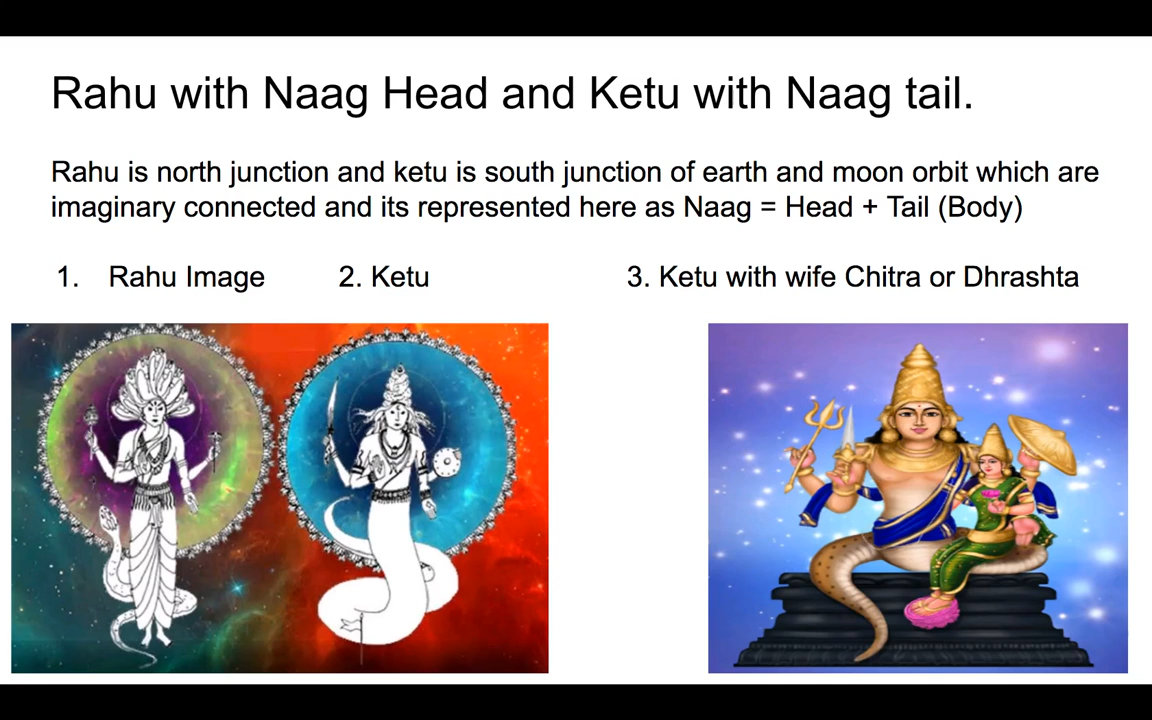 Rahu with Naag Head and Ketu with Naag tail.
Rahu is north junction and ketu is south junction of earth and moon orbit which are
imaginary connected and its represented here as Naag = Head + Tail (Body)
1. Rahu Image 2. Ketu 3. Ketu with wife Chitra or Dhrashta